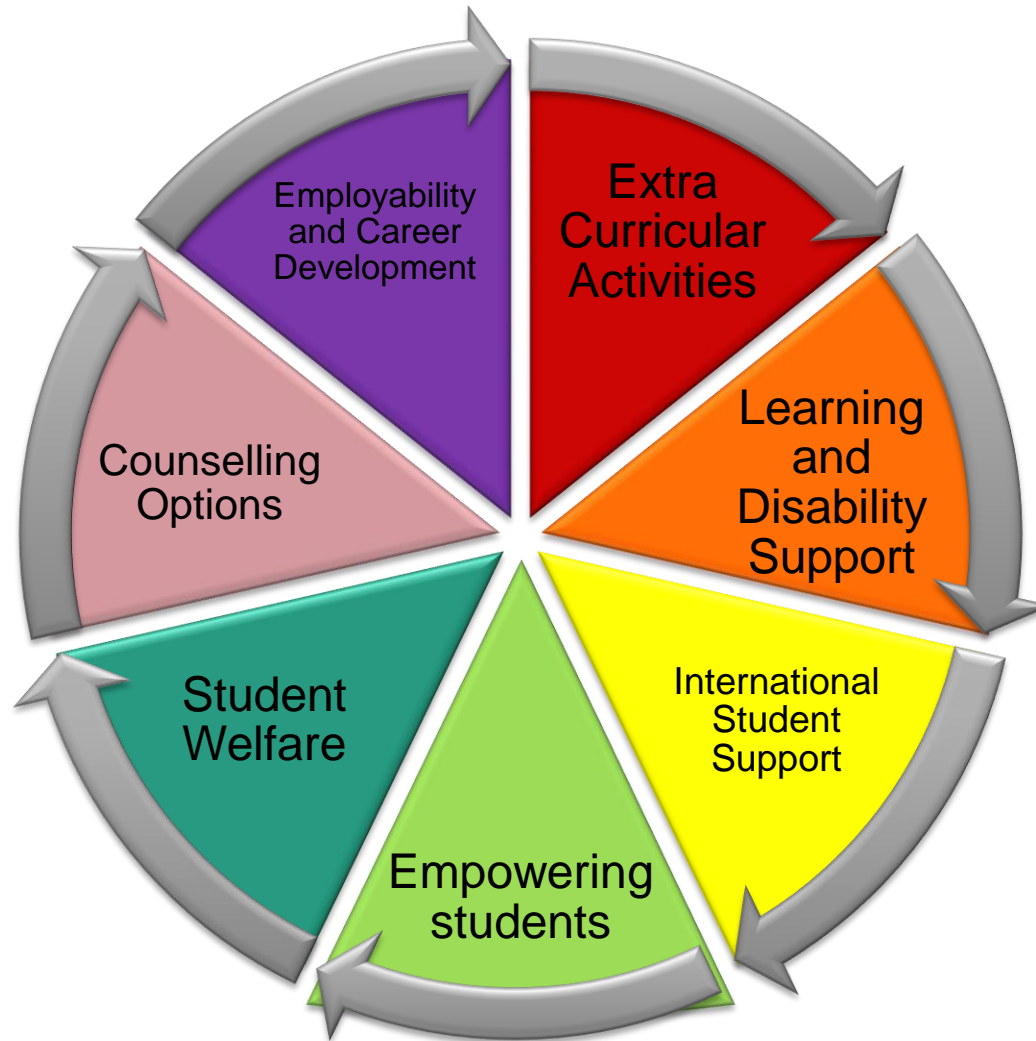 Extra
Curricular
Activities
Learning
and
Disability
Support
International
Student
Support
Empowering
students
Student
Welfare
Counselling
Options
Employability
and Career
Development